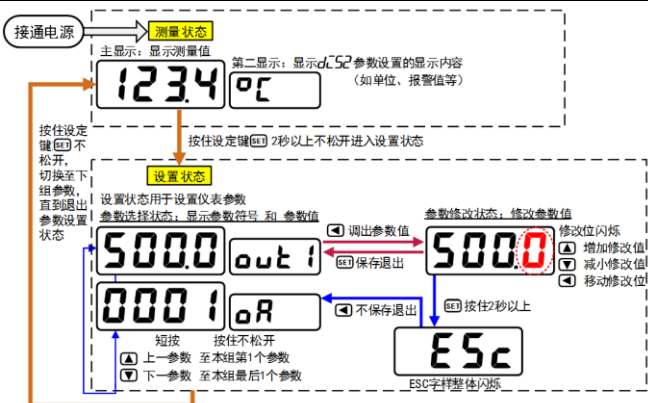 接通电源
测量状态
主显示：显示测量值
123.4
℃
第二显示：显示diS2参数设置的显示内容
（如单位、报警值等）
按住设定
键SET不
松开，
切换至下
组参数，
直到退出
参数设置
状态
按住设定键SET 2秒以上不松开进入设置状态
设置状态
设置状态用于设置仪表参数
参数选择状态：显示参数符号 和 参数值
500.0
out1
◀ 调出参数值
SET 保存退出
参数修改状态：修改参数值
500.0
修改位闪烁
▲ 增加修改值
▼ 减小修改值
◀ 移动修改位
0001
oA
◀ 不保存退出
SET 按住2秒以上
ESc
ESC字样整体闪烁
短按 按住不松开
▲ 上一参数 至本组第1个参数
▼ 下一参数 至本组最后1个参数